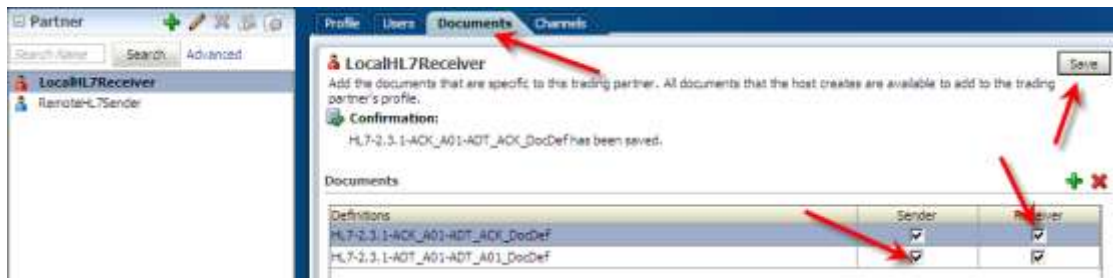 Partner
Search Name Search Advanced
LocalHL7Receiver
RemoteHL7Sender
Profile Users Documents Channels
LocalHL7Receiver
Save
Add the documents that are specific to this trading partner. All documents that the host creates are available to add to the trading
partner's profile.
Confirmation:
HL7-2.3.1-ACK_A01-ADT_ACK_DocDef has been saved.
Documents
Definitions Sender Receiver
HL7-2.3.1-ACK_A01-ADT_ACK_DocDef
HL7-2.3.1-ADT_A01-ADT_A01_DocDef